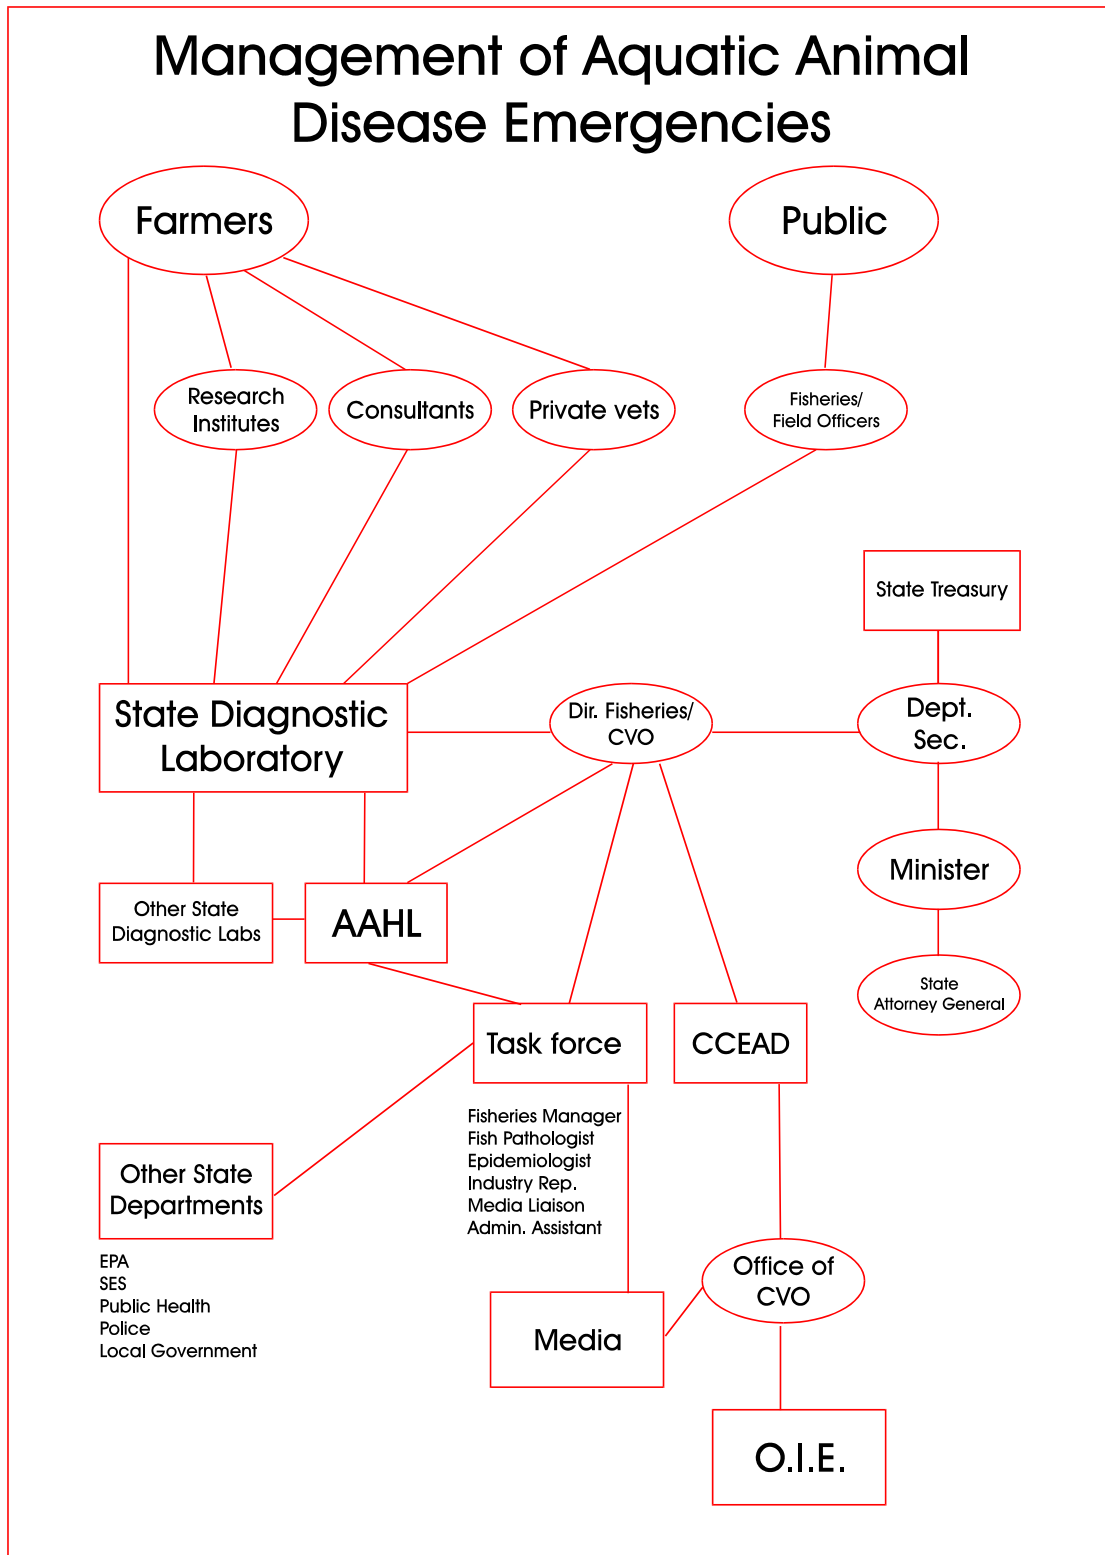 Management of Aquatic Animal
Disease Emergencies
Farmers
Public
Research
Institutes
Consultants
Private vets
Fisheries/
Field Officers
State Treasury
State Diagnostic
Laboratory
Dir. Fisheries/
CVO
Dept.
Sec.
Minister
Other State
Diagnostic Labs
AAHL
State
Attorney General
Task force
CCEAD
Fisheries Manager
Fish Pathologist
Epidemiologist
Industry Rep.
Media Liaison
Admin. Assistant
Other State
Departments
EPA
SES
Public Health
Police
Local Government
Office of
CVO
Media
O.I.E.